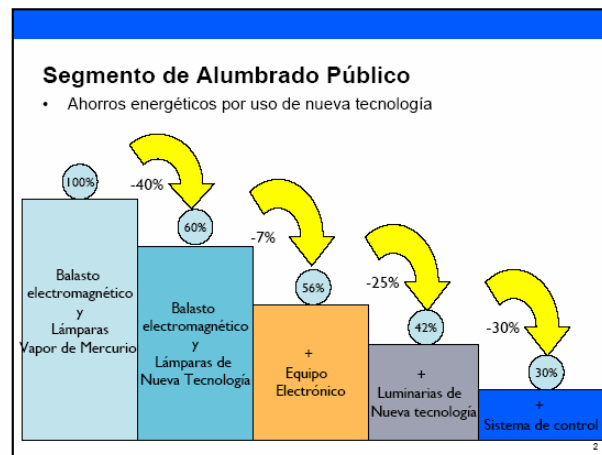 Segmento de Alumbrado Público
• Ahorros energéticos por uso de nueva tecnología
100%
-40%
60%
-7%
56%
-25%
42%
-30%
30%
Balasto
electromagnético
y
Lámparas
Vapor de Mercurio
Balasto
electromagnético
y
Lámparas de
Nueva Tecnología
+
Equipo
Electrónico
+
Luminarias de
Nueva tecnología
+
Sistema de control
2